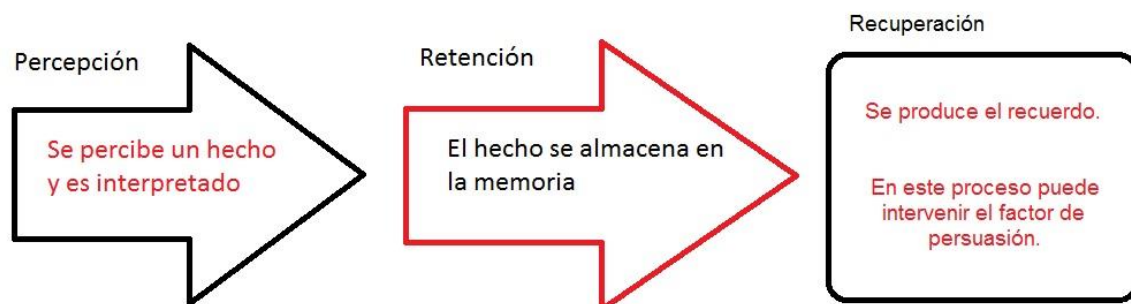 Percepción
Se percibe un hecho
y es interpretado
Retención
El hecho se almacena en
la memoria
Recuperación
Se produce el recuerdo.
En este proceso puede
intervenir el factor de
persuasión.